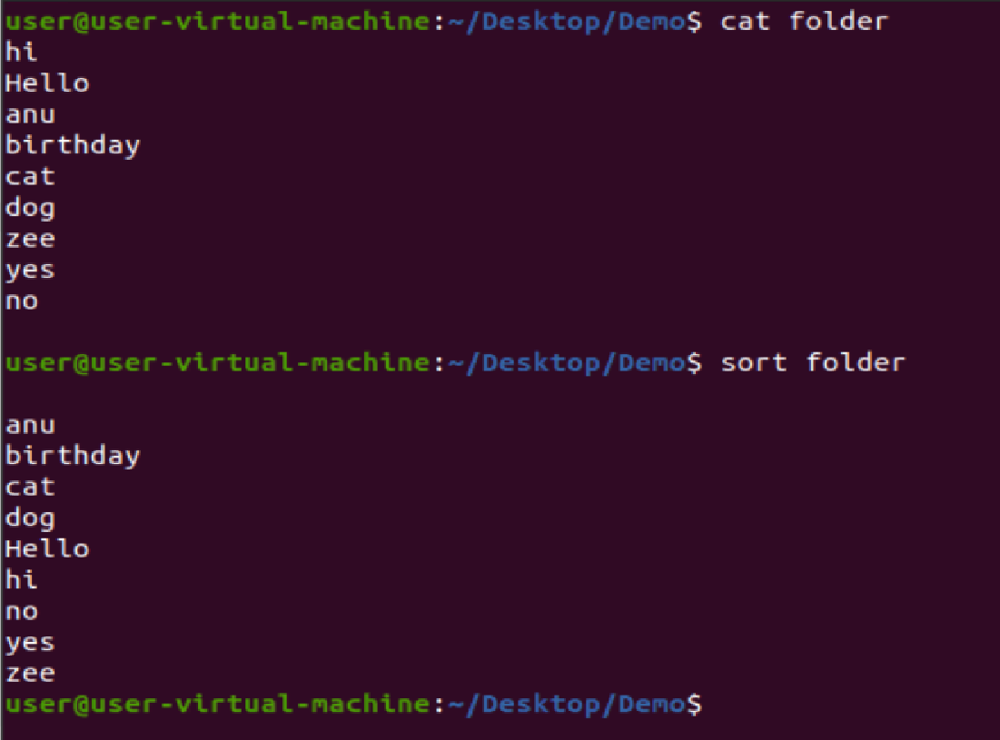 user@user-virtual-machine:~/Desktop/Demo$ cat folder
hi
Hello
anu
birthday
cat
dog
zee
yes
no

user@user-virtual-machine:~/Desktop/Demo$ sort folder

anu
birthday
cat
dog
Hello
hi
no
yes
zee
user@user-virtual-machine:~/Desktop/Demo$